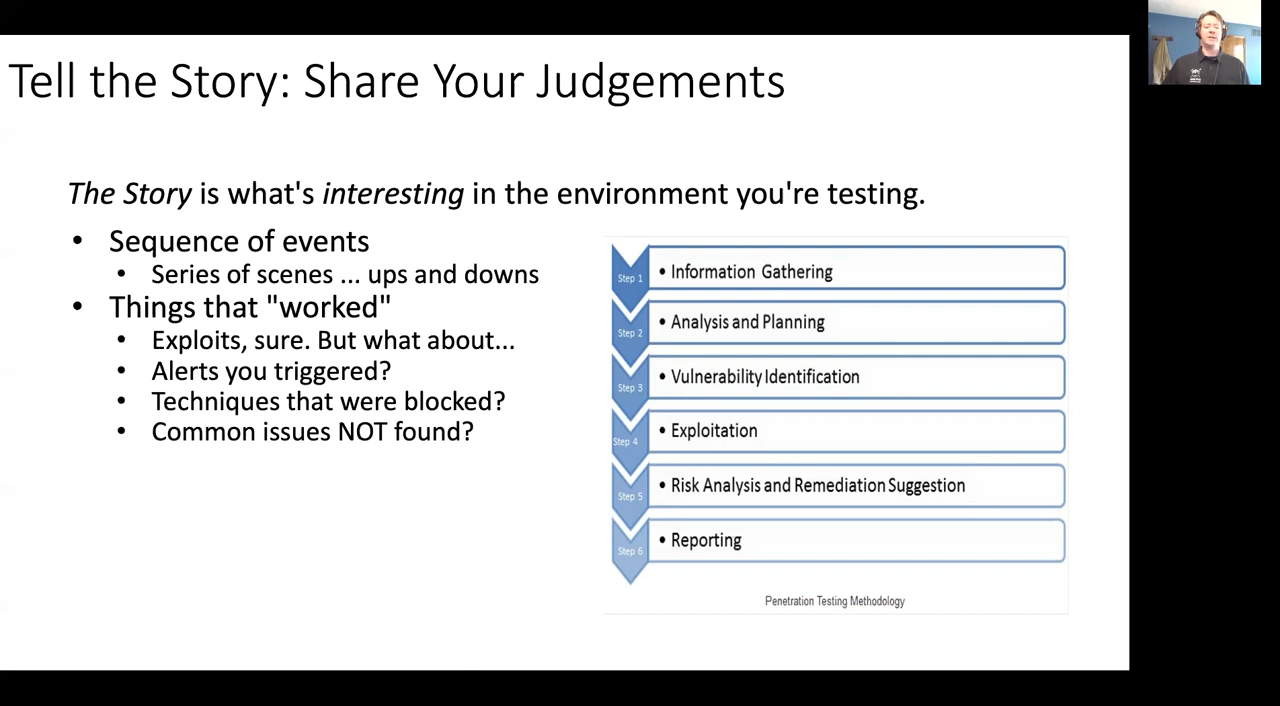 Tell the Story: Share Your Judgements
The Story is what's interesting in the environment you're testing.
• Sequence of events
• Series of scenes ... ups and downs
• Things that "worked"
• Exploits, sure. But what about...
• Alerts you triggered?
• Techniques that were blocked?
• Common issues NOT found?
Step 1 • Information Gathering
Step 2 • Analysis and Planning
Step 3 • Vulnerability Identification
Step 4 • Exploitation
Step 5 • Risk Analysis and Remediation Suggestion
Step 6 • Reporting
Penetration Testing Methodology